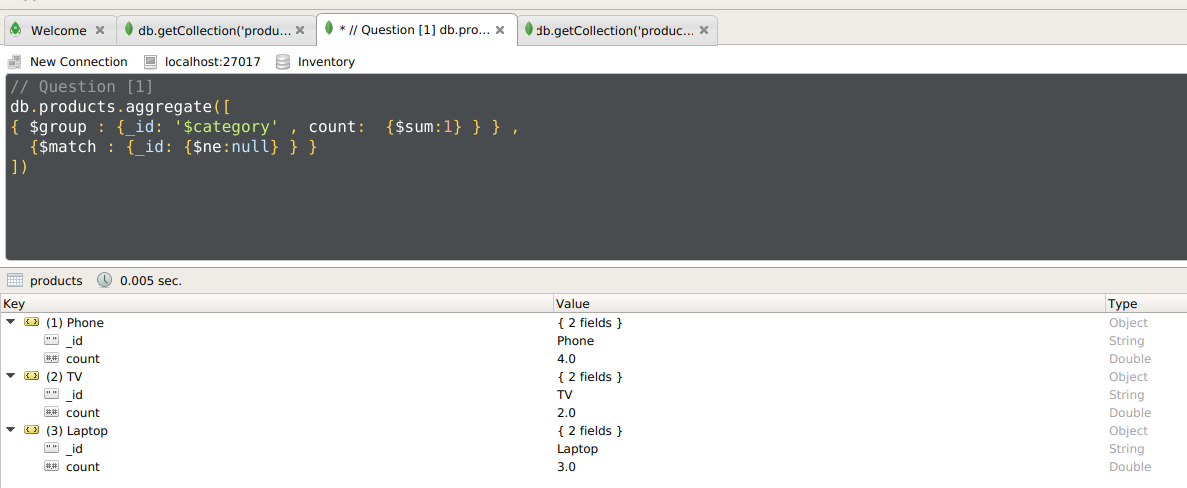 Welcome db.getCollection('produ... * // Question [1] db.pro... db.getCollection('produc...
New Connection localhost:27017 Inventory
// Question [1]
db.products.aggregate([
{ $group : {_id: '$category' , count:  {$sum:1} } } ,
  {$match : {_id: {$ne:null} } }
])
products 0.005 sec.
Key Value Type
(1) Phone { 2 fields } Object
_id Phone String
count 4.0 Double
(2) TV { 2 fields } Object
_id TV String
count 2.0 Double
(3) Laptop { 2 fields } Object
_id Laptop String
count 3.0 Double